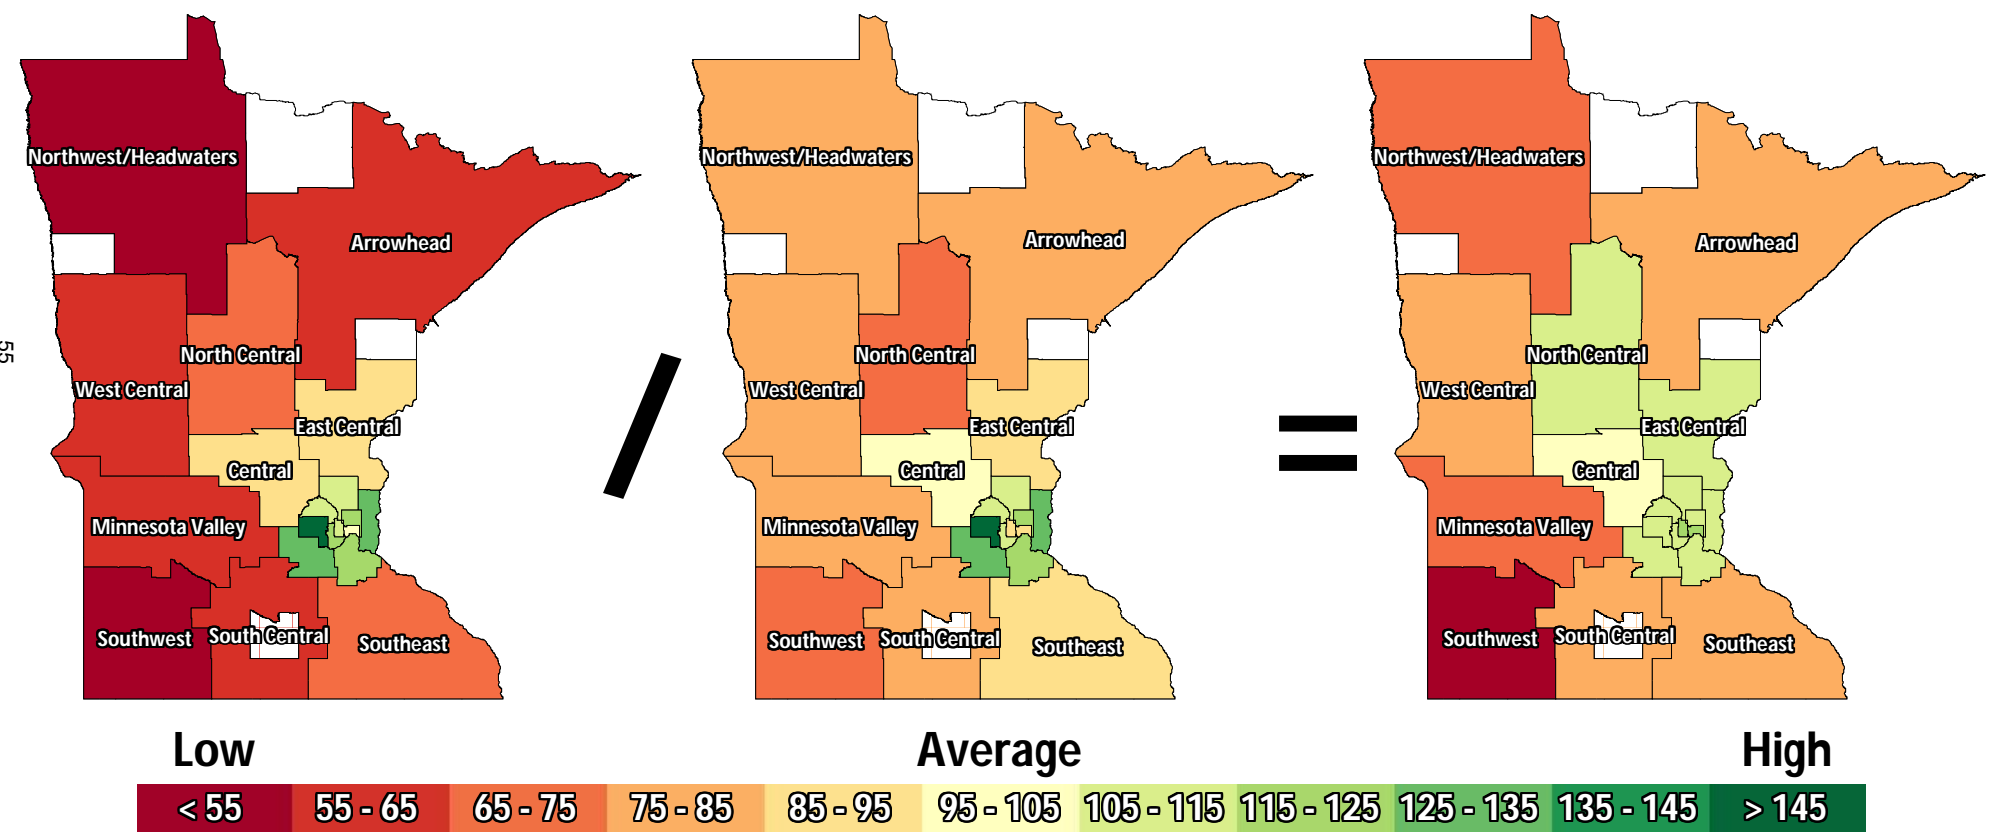 Northwest/Headwaters
Arrowhead
North Central
West Central
East Central
Central
Minnesota Valley
Southwest
South Central
Southeast
55
/
Northwest/Headwaters
Arrowhead
North Central
West Central
East Central
Central
Minnesota Valley
Southwest
South Central
Southeast
=
Northwest/Headwaters
Arrowhead
North Central
West Central
East Central
Central
Minnesota Valley
Southwest
South Central
Southeast
Low Average High
< 55 55 - 65 65 - 75 75 - 85 85 - 95 95 - 105 105 - 115 115 - 125 125 - 135 135 - 145 > 145